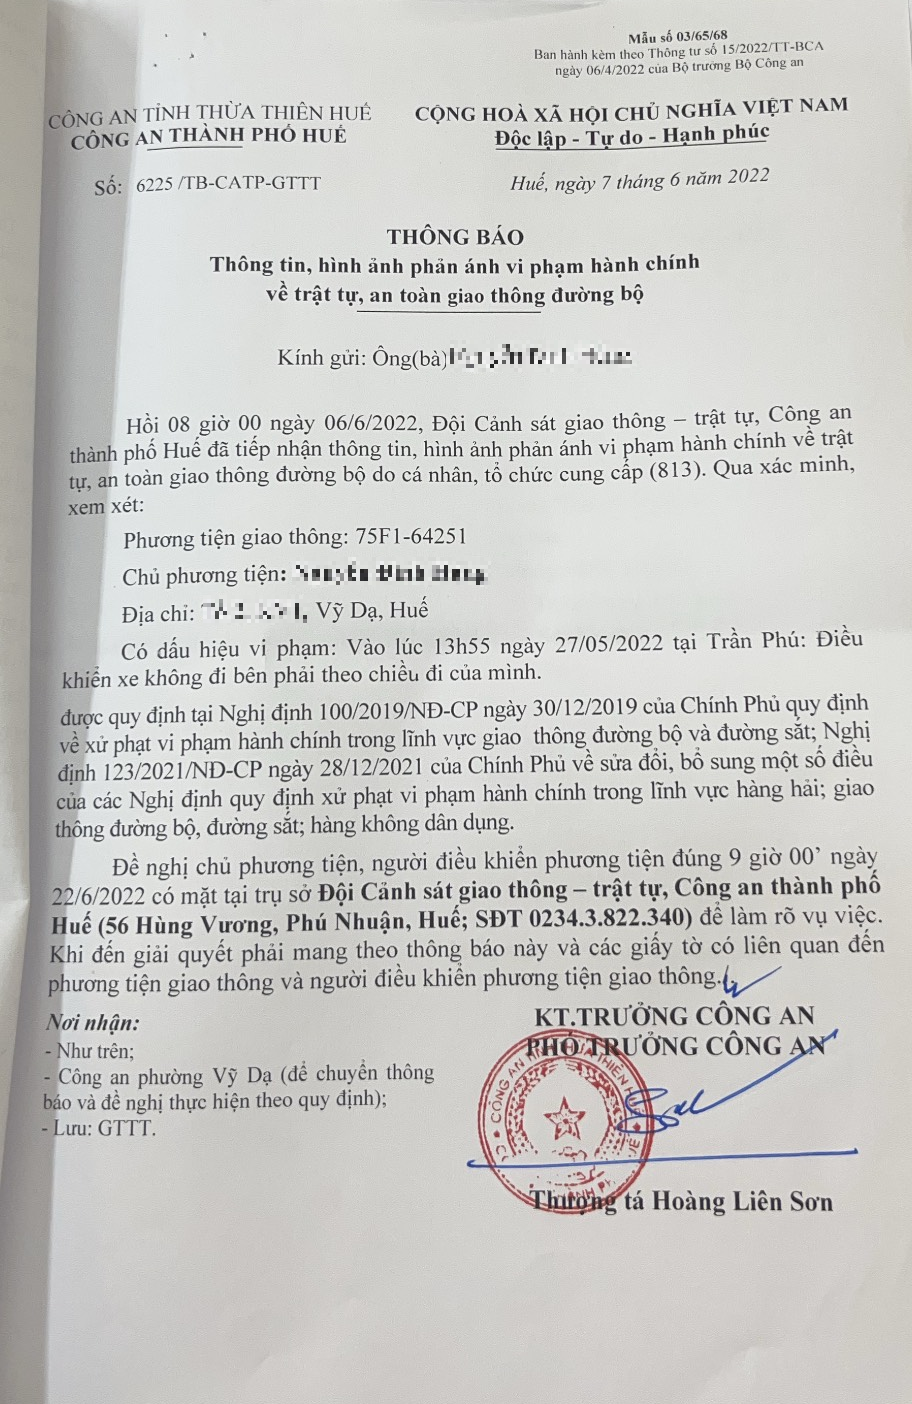 Mẫu số 03/65/68
Ban hành kèm theo Thông tư số 15/2022/TT-BCA
ngày 06/4/2022 của Bộ trưởng Bộ Công an
CÔNG AN TỈNH THỪA THIÊN HUẾ
CÔNG AN THÀNH PHỐ HUẾ
CỘNG HOÀ XÃ HỘI CHỦ NGHĨA VIỆT NAM
Độc lập - Tự do - Hạnh phúc
Số: 6225 /TB-CATP-GTTT
Huế, ngày 7 tháng 6 năm 2022
THÔNG BÁO
Thông tin, hình ảnh phản ánh vi phạm hành chính
về trật tự, an toàn giao thông đường bộ
Kính gửi: Ông(bà)
Hồi 08 giờ 00 ngày 06/6/2022, Đội Cảnh sát giao thông – trật tự, Công an
thành phố Huế đã tiếp nhận thông tin, hình ảnh phản ánh vi phạm hành chính về trật
tự, an toàn giao thông đường bộ do cá nhân, tổ chức cung cấp (813). Qua xác minh,
xem xét:
Phương tiện giao thông: 75F1-64251
Chủ phương tiện:
Địa chỉ: , Vỹ Dạ, Huế
Có dấu hiệu vi phạm: Vào lúc 13h55 ngày 27/05/2022 tại Trần Phú: Điều
khiển xe không đi bên phải theo chiều đi của mình.
được quy định tại Nghị định 100/2019/NĐ-CP ngày 30/12/2019 của Chính Phủ quy định
về xử phạt vi phạm hành chính trong lĩnh vực giao thông đường bộ và đường sắt; Nghị
định 123/2021/NĐ-CP ngày 28/12/2021 của Chính Phủ về sửa đổi, bổ sung một số điều
của các Nghị định quy định xử phạt vi phạm hành chính trong lĩnh vực hàng hải; giao
thông đường bộ, đường sắt; hàng không dân dụng.
Đề nghị chủ phương tiện, người điều khiển phương tiện đúng 9 giờ 00’ ngày
22/6/2022 có mặt tại trụ sở Đội Cảnh sát giao thông – trật tự, Công an thành phố
Huế (56 Hùng Vương, Phú Nhuận, Huế; SĐT 0234.3.822.340) để làm rõ vụ việc.
Khi đến giải quyết phải mang theo thông báo này và các giấy tờ có liên quan đến
phương tiện giao thông và người điều khiển phương tiện giao thông.
Nơi nhận:
- Như trên;
- Công an phường Vỹ Dạ (để chuyển thông
báo và đề nghị thực hiện theo quy định);
- Lưu: GTTT.
KT.TRƯỞNG CÔNG AN
PHÓ TRƯỞNG CÔNG AN
CÔNG AN TỈNH THỪA THIÊN HUẾ
Thượng tá Hoàng Liên Sơn